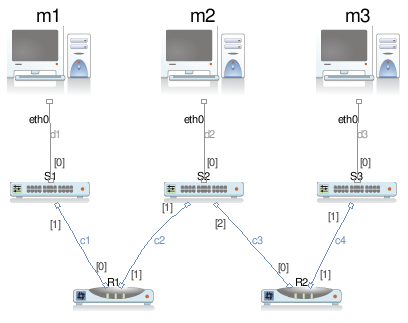 m1 m2 m3
eth0 eth0 eth0
d1 d2 d3
[0] [0] [0]
S1 S2 S3
[1] [1] [2] [1]
c1 c2 c3 c4
[0] [1] [0] [1]
R1 R2